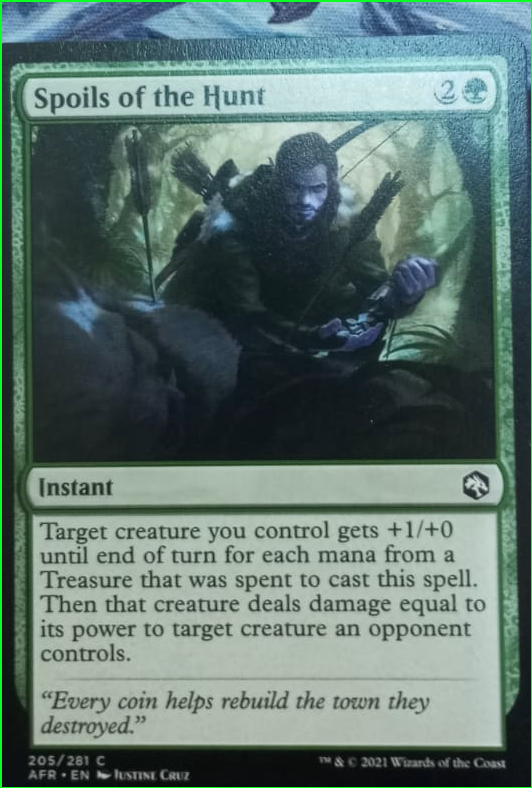 Spoils of the Hunt 2
Instant
Target creature you control gets +1/+0
until end of turn for each mana from a
Treasure that was spent to cast this spell.
Then that creature deals damage equal to
its power to target creature an opponent
controls.
“Every coin helps rebuild the town they
destroyed.”
205/281 C
™ & © 2021 Wizards of the Coast
AFR • EN Justine Cruz